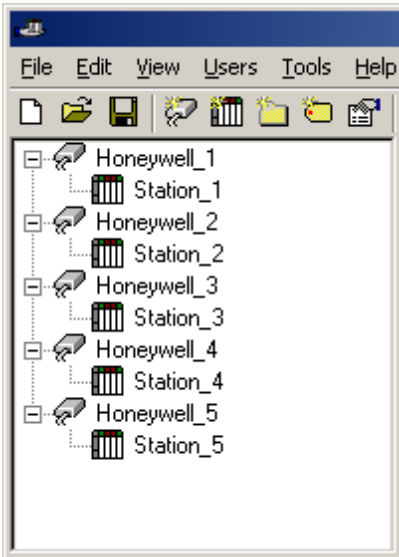 File Edit View Users Tools Help
Honeywell_1
Station_1
Honeywell_2
Station_2
Honeywell_3
Station_3
Honeywell_4
Station_4
Honeywell_5
Station_5